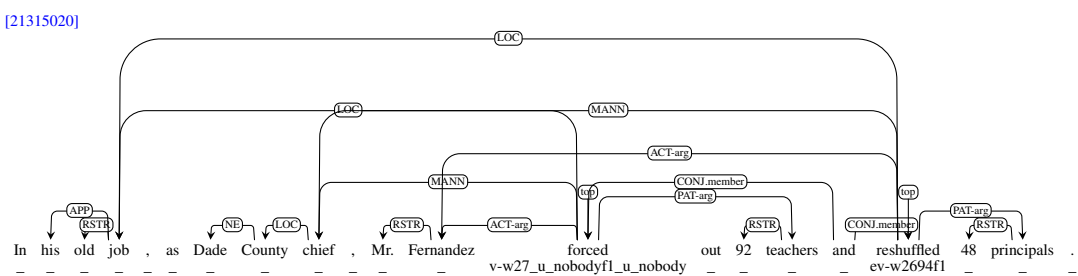 [21315020]
LOC
LOC MANN
ACT-arg
MANN top CONJ.member top
PAT-arg
APP PAT-arg
RSTR NE LOC RSTR ACT-arg RSTR CONJ.member RSTR
In his old job , as Dade County chief , Mr. Fernandez forced out 92 teachers and reshuffled 48 principals .
_ _ _ _ _ _ _ _ _ _ _ _ v-w27_u_nobodyf1_u_nobody _ _ _ _ ev-w2694f1 _ _ _